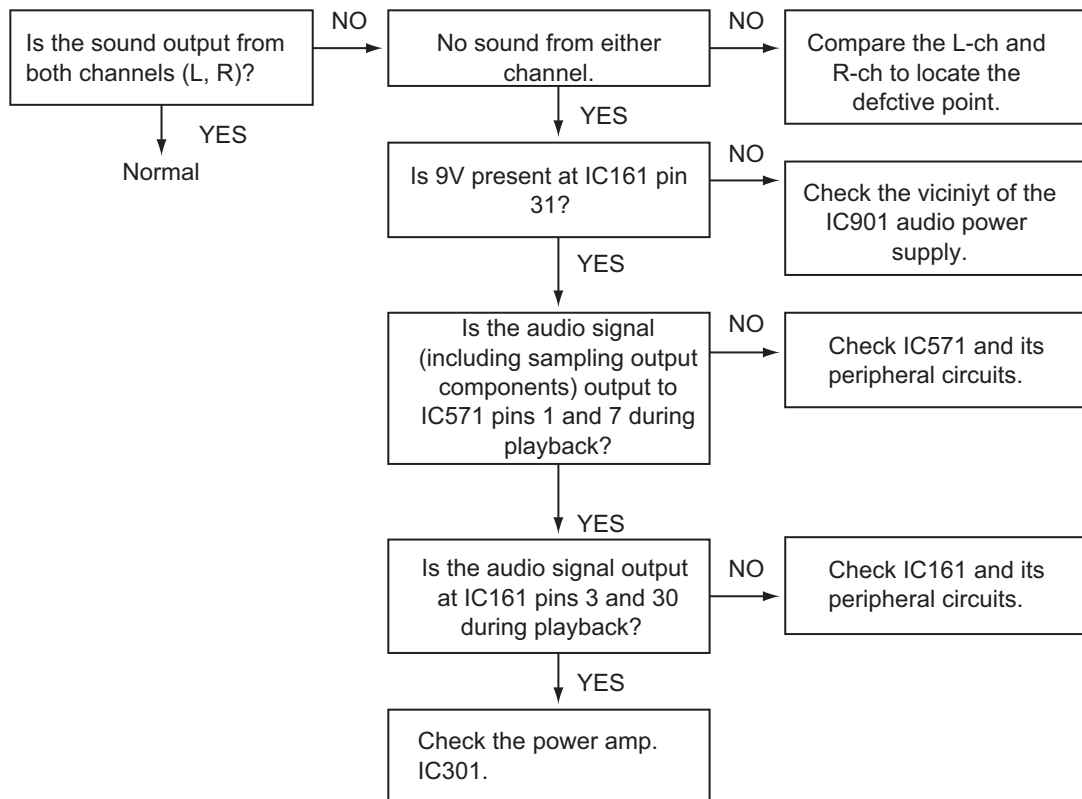 Is the sound output from
both channels (L, R)?
NO
No sound from either
channel.
NO
Compare the L-ch and
R-ch to locate the
defctive point.
YES
Normal
YES
Is 9V present at IC161 pin
31?
NO
Check the viciniyt of the
IC901 audio power
supply.
YES
Is the audio signal
(including sampling output
components) output to
IC571 pins 1 and 7 during
playback?
NO
Check IC571 and its
peripheral circuits.
YES
Is the audio signal output
at IC161 pins 3 and 30
during playback?
NO
Check IC161 and its
peripheral circuits.
YES
Check the power amp.
IC301.